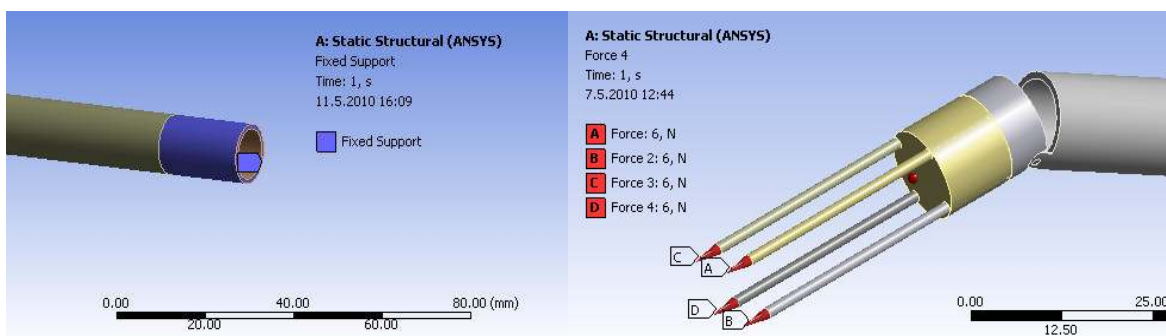 A: Static Structural (ANSYS)
Fixed Support
Time: 1, s
11.5.2010 16:09
Fixed Support
0.00 40.00 80.00 (mm)
20.00 60.00
A: Static Structural (ANSYS)
Force 4
Time: 1, s
7.5.2010 12:44
A Force: 6, N
B Force 2: 6, N
C Force 3: 6, N
D Force 4: 6, N
C
A
D
B
0.00 25.00
12.50